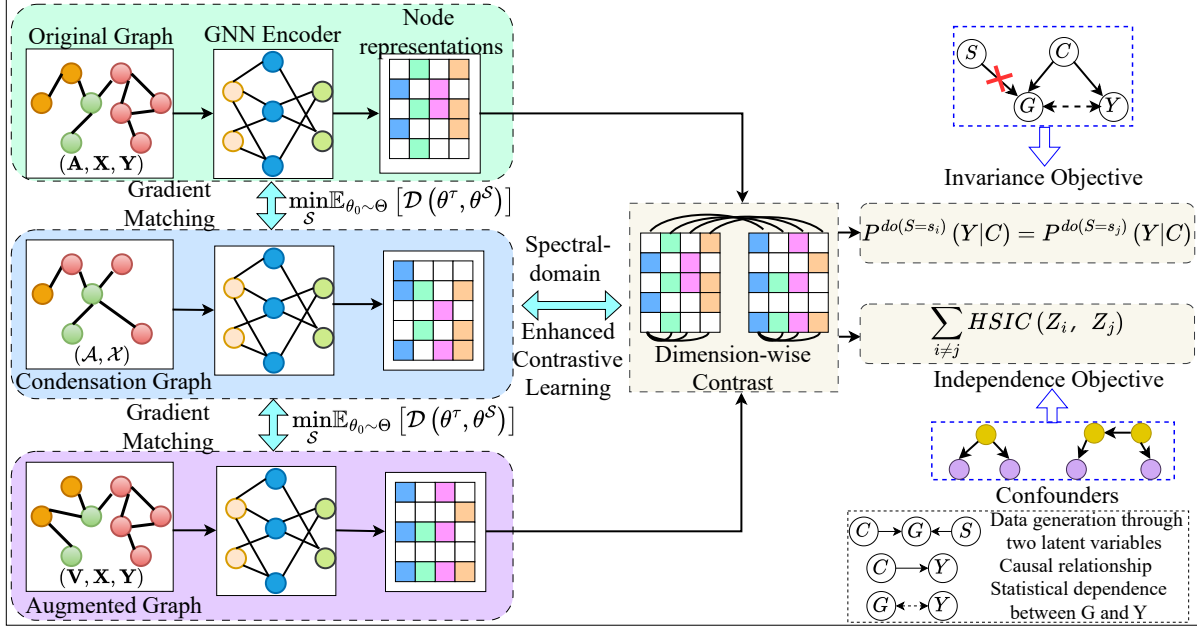 Original Graph
GNN Encoder
Node
representations
(A, X, Y)
Gradient
Matching
min_S 𝔼_{θ₀∼Θ} [𝒟 (θ^τ, θ^𝒮)]
(𝒜, 𝒳)
Condensation Graph
Gradient
Matching
min_S 𝔼_{θ₀∼Θ} [𝒟 (θ^τ, θ^𝒮)]
(V, X, Y)
Augmented Graph
Spectral-
domain
Enhanced
Contrastive
Learning
Dimension-wise
Contrast
S
C
G
Y
Invariance Objective
P^{do(S=s_i)} (Y|C) = P^{do(S=s_j)} (Y|C)
∑_{i≠j} HSIC (Z_i, Z_j)
Independence Objective
Confounders
C G S Data generation through
two latent variables
C Y Causal relationship
G Y Statistical dependence
between G and Y